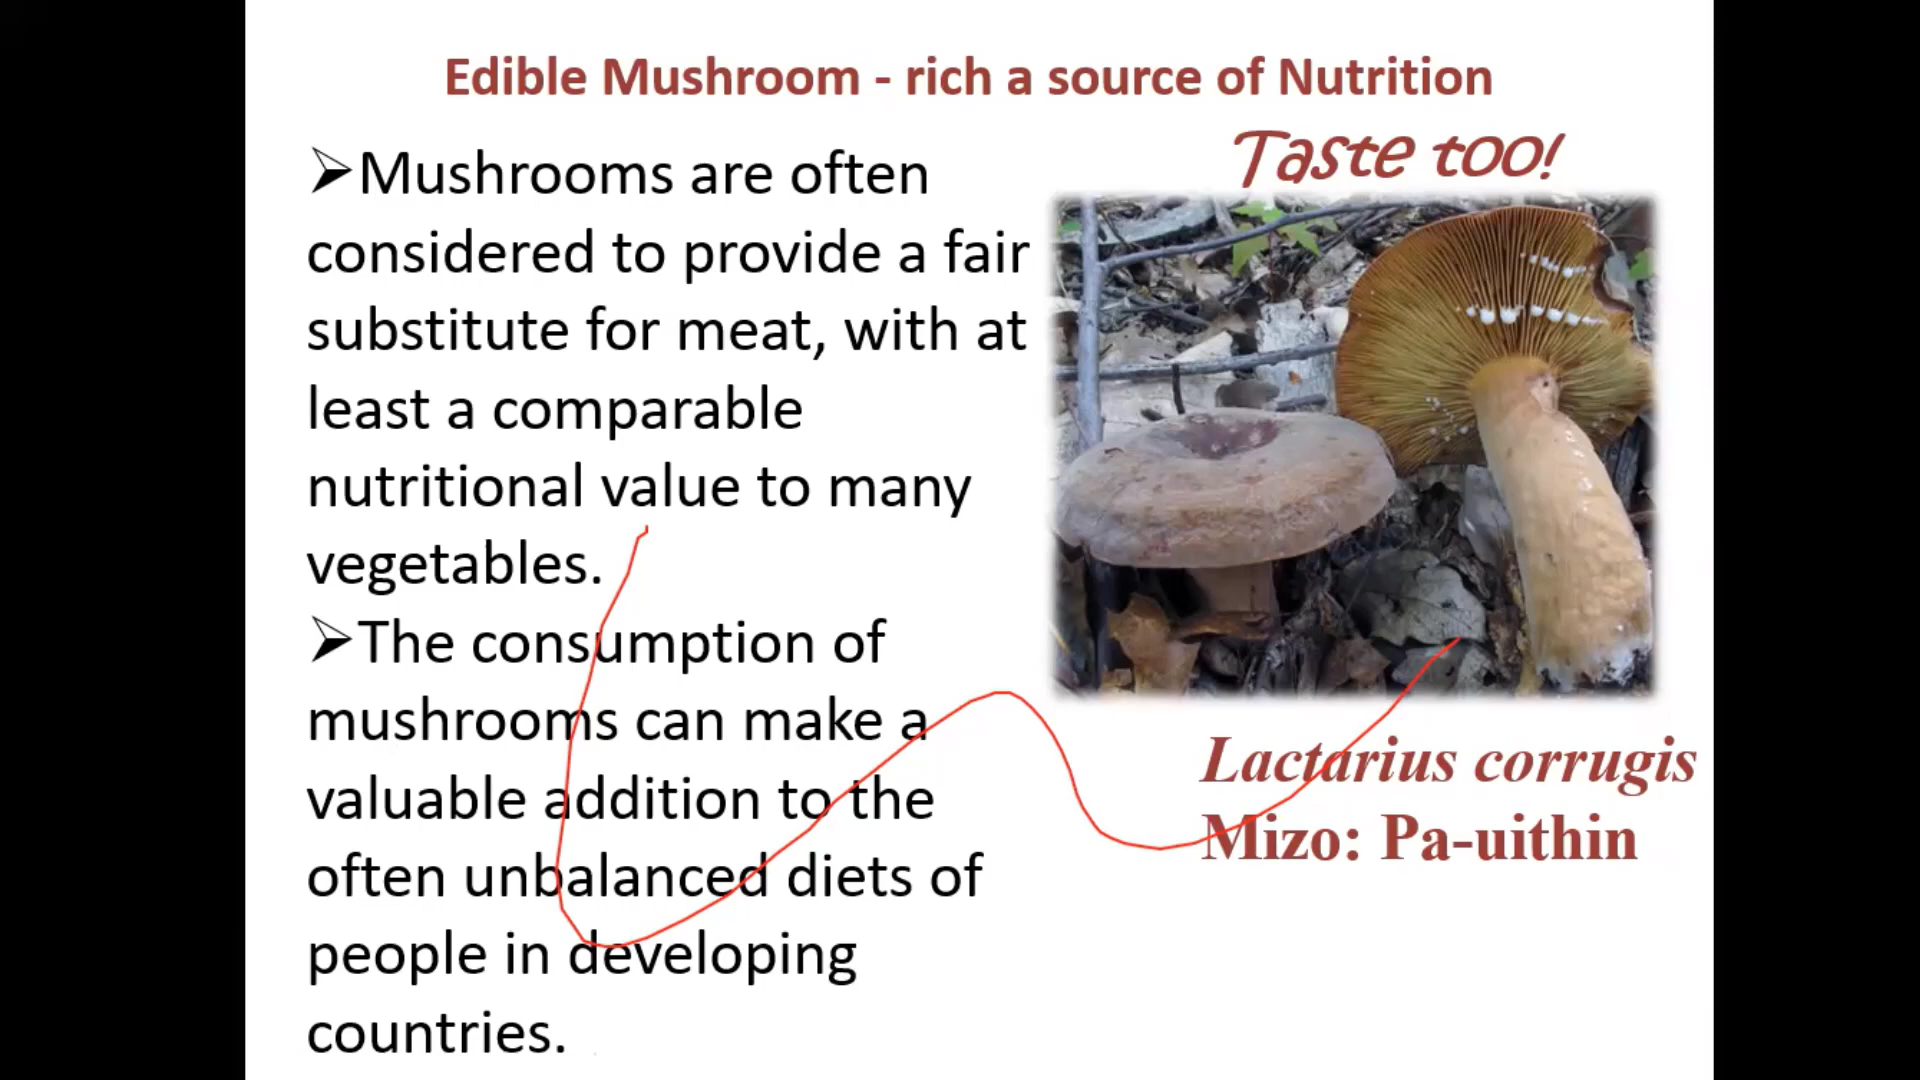 Edible Mushroom - rich a source of Nutrition
Taste too!
➢Mushrooms are often
considered to provide a fair
substitute for meat, with at
least a comparable
nutritional value to many
vegetables.
➢The consumption of
mushrooms can make a
valuable addition to the
often unbalanced diets of
people in developing
countries.
Lactarius corrugis
Mizo: Pa-uithin